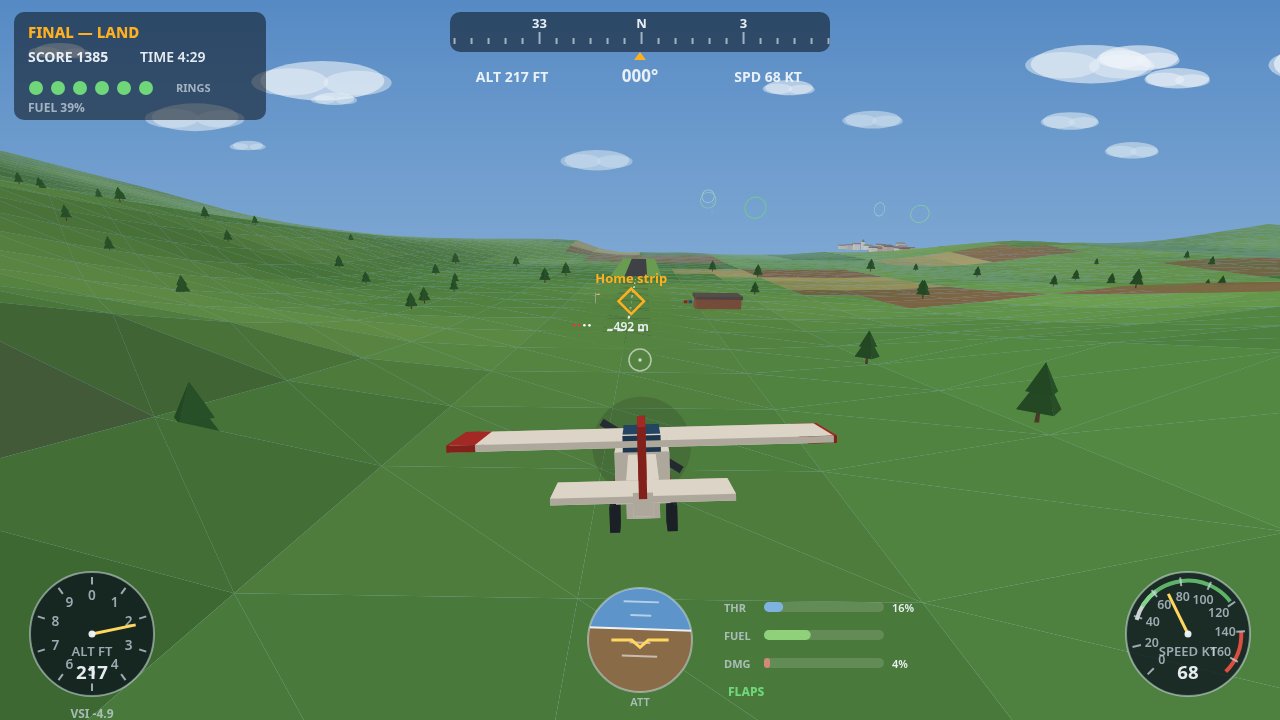 FINAL — LAND
SCORE 1385 TIME 4:29
RINGS
FUEL 39%
33 N 3
ALT 217 FT 000° SPD 68 KT
Home strip
492 m
0 1 2 3 4 6 7 8 9
ALT FT
217
VSI -4.9
ATT
THR 16%
FUEL
DMG 4%
FLAPS
0 20 40 60 80 100 120 140 160
SPEED KT
68